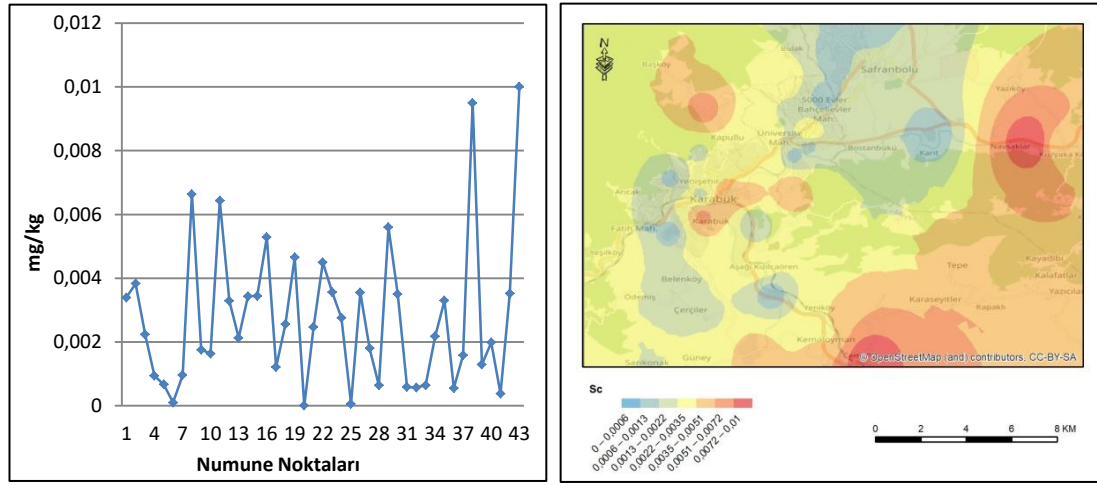 0,012
0,01
0,008
0,006
0,004
0,002
0
mg/kg
1 4 7 10 13 16 19 22 25 28 31 34 37 40 43
Numune Noktaları
N
Bulak
Safranbolu
Başköy
5000 Evler
Bahçelievler
Mah.
Yazıköy
Kapullu
Üniversite
Mah.
Bostanbükü
Karıt
Navsaklar
Yenişehir
Karabük
Karabük
Fatih Mah.
Belenköy
Aşağı Kızılcaören
Tepe
Kayadibi
Kalafatlar
Yazıcılar
Ödemiş
Çerçiler
Yeniköy
Karaseyitler
Kapaklı
Kemaloyman
Güney
Sarıkonak
© OpenStreetMap (and) contributors, CC-BY-SA
Sc
0 – 0,0006
0,0006 – 0,0013
0,0013 – 0,0022
0,0022 – 0,0035
0,0035 – 0,0051
0,0051 – 0,0072
0,0072 – 0,01
0 2 4 6 8 KM